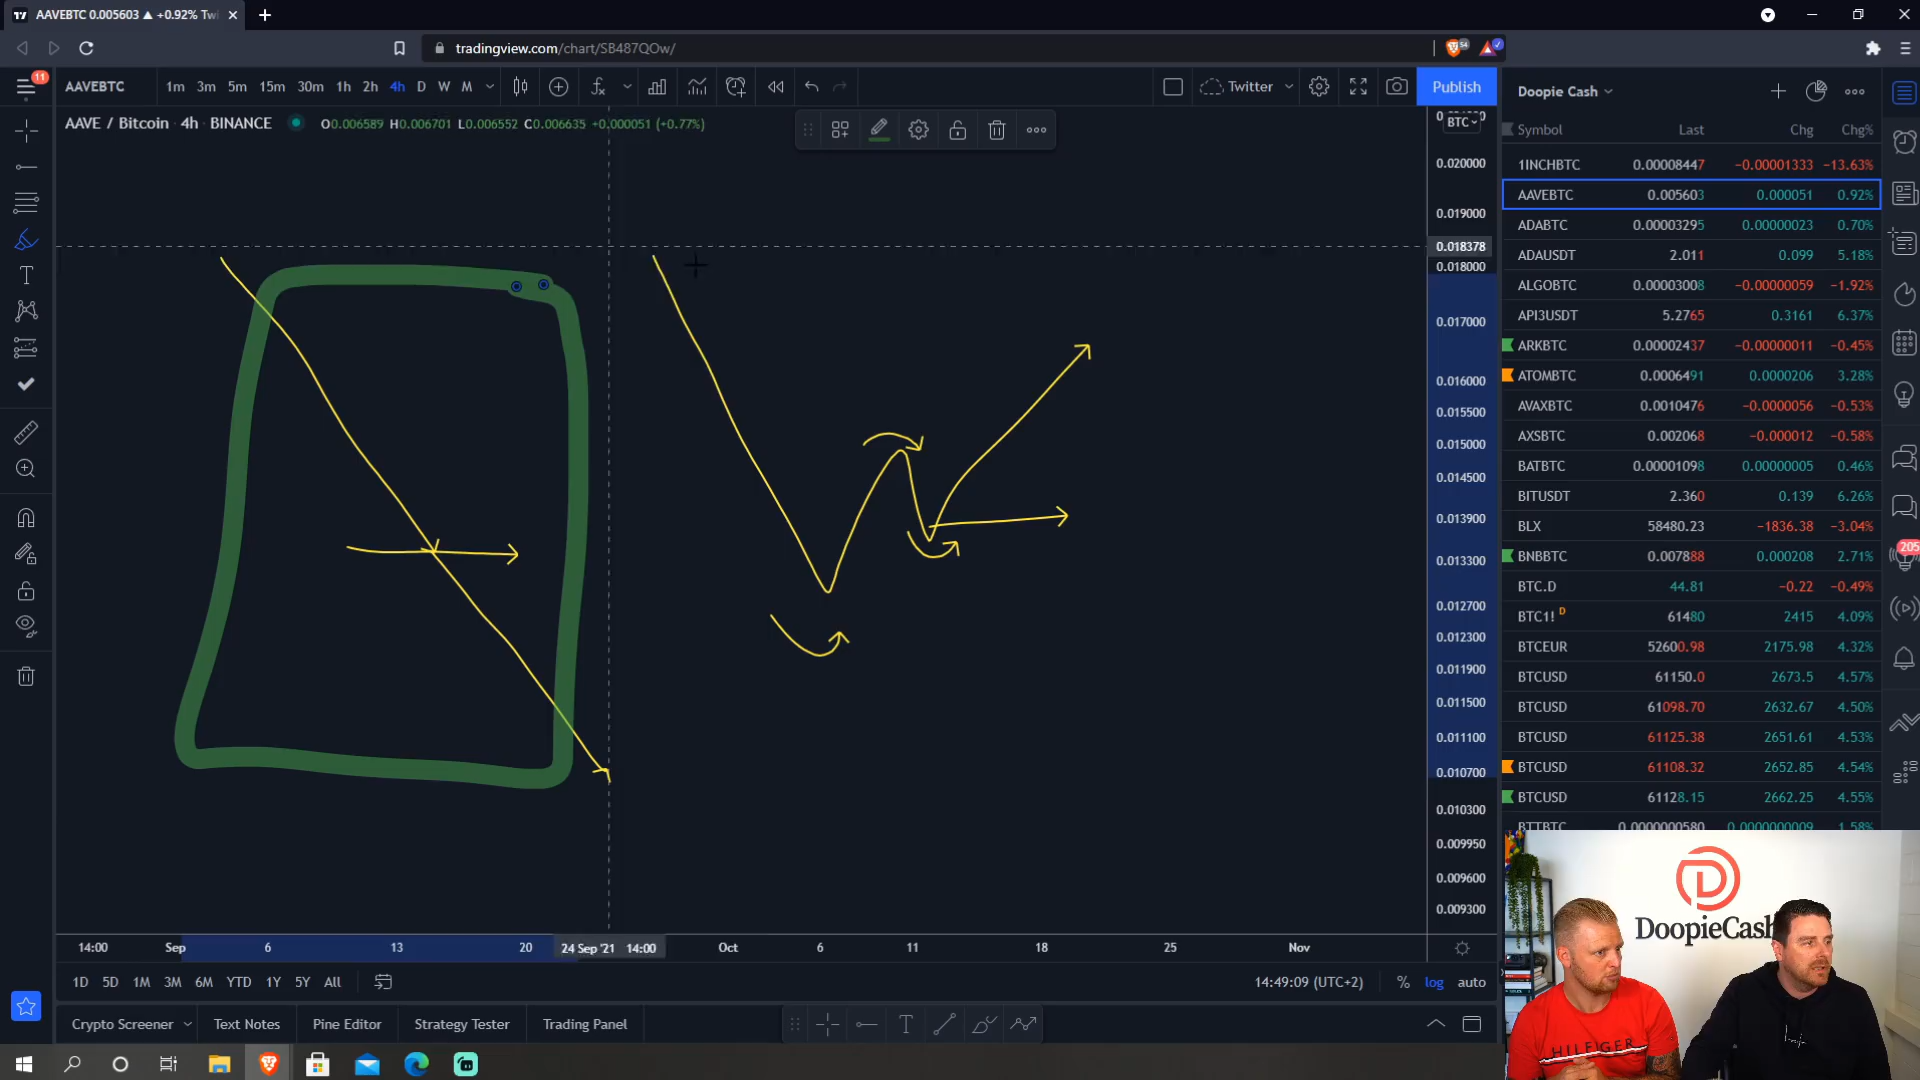 AAVEBTC 0.005603 ▲ +0.92% Twi
tradingview.com/chart/SB487QOw/
54
11
AAVEBTC 1m 3m 5m 15m 30m 1h 2h 4h D W M
Twitter
Publish
AAVE / Bitcoin · 4h · BINANCE O0.006589 H0.006701 L0.006552 C0.006635 +0.000051 (+0.77%)
BTC
0.020000
0.019000
0.018378
0.018000
0.017000
0.016000
0.015500
0.015000
0.014500
0.013900
0.013300
0.012700
0.012300
0.011900
0.011500
0.011100
0.010700
0.010300
0.009950
0.009600
0.009300
14:00 Sep 6 13 20 24 Sep '21 14:00 Oct 6 11 18 25 Nov
1D 5D 1M 3M 6M YTD 1Y 5Y All
14:49:09 (UTC+2) % log auto
Crypto Screener Text Notes Pine Editor Strategy Tester Trading Panel
Doopie Cash
Symbol Last Chg Chg%
1INCHBTC 0.00008447 −0.00001333 −13.63%
AAVEBTC 0.005603 0.000051 0.92%
ADABTC 0.00003295 0.00000023 0.70%
ADAUSDT 2.011 0.099 5.18%
ALGOBTC 0.00003008 −0.00000059 −1.92%
API3USDT 5.2765 0.3161 6.37%
ARKBTC 0.00002437 −0.00000011 −0.45%
ATOMBTC 0.0006491 0.0000206 3.28%
AVAXBTC 0.0010476 −0.0000056 −0.53%
AXSBTC 0.002068 −0.000012 −0.58%
BATBTC 0.00001098 0.00000005 0.46%
BITUSDT 2.360 0.139 6.26%
BLX 58480.23 −1836.38 −3.04%
BNBBTC 0.007888 0.000208 2.71%
BTC.D 44.81 −0.22 −0.49%
BTC1! D 61480 2415 4.09%
BTCEUR 52600.98 2175.98 4.32%
BTCUSD 61150.0 2673.5 4.57%
BTCUSD 61098.70 2632.67 4.50%
BTCUSD 61125.38 2651.61 4.53%
BTCUSD 61108.32 2652.85 4.54%
BTCUSD 61128.15 2662.25 4.55%
BTTBTC 0.0000000580 0.0000000009 1.58%
205
DoopieCash
HILFIGER